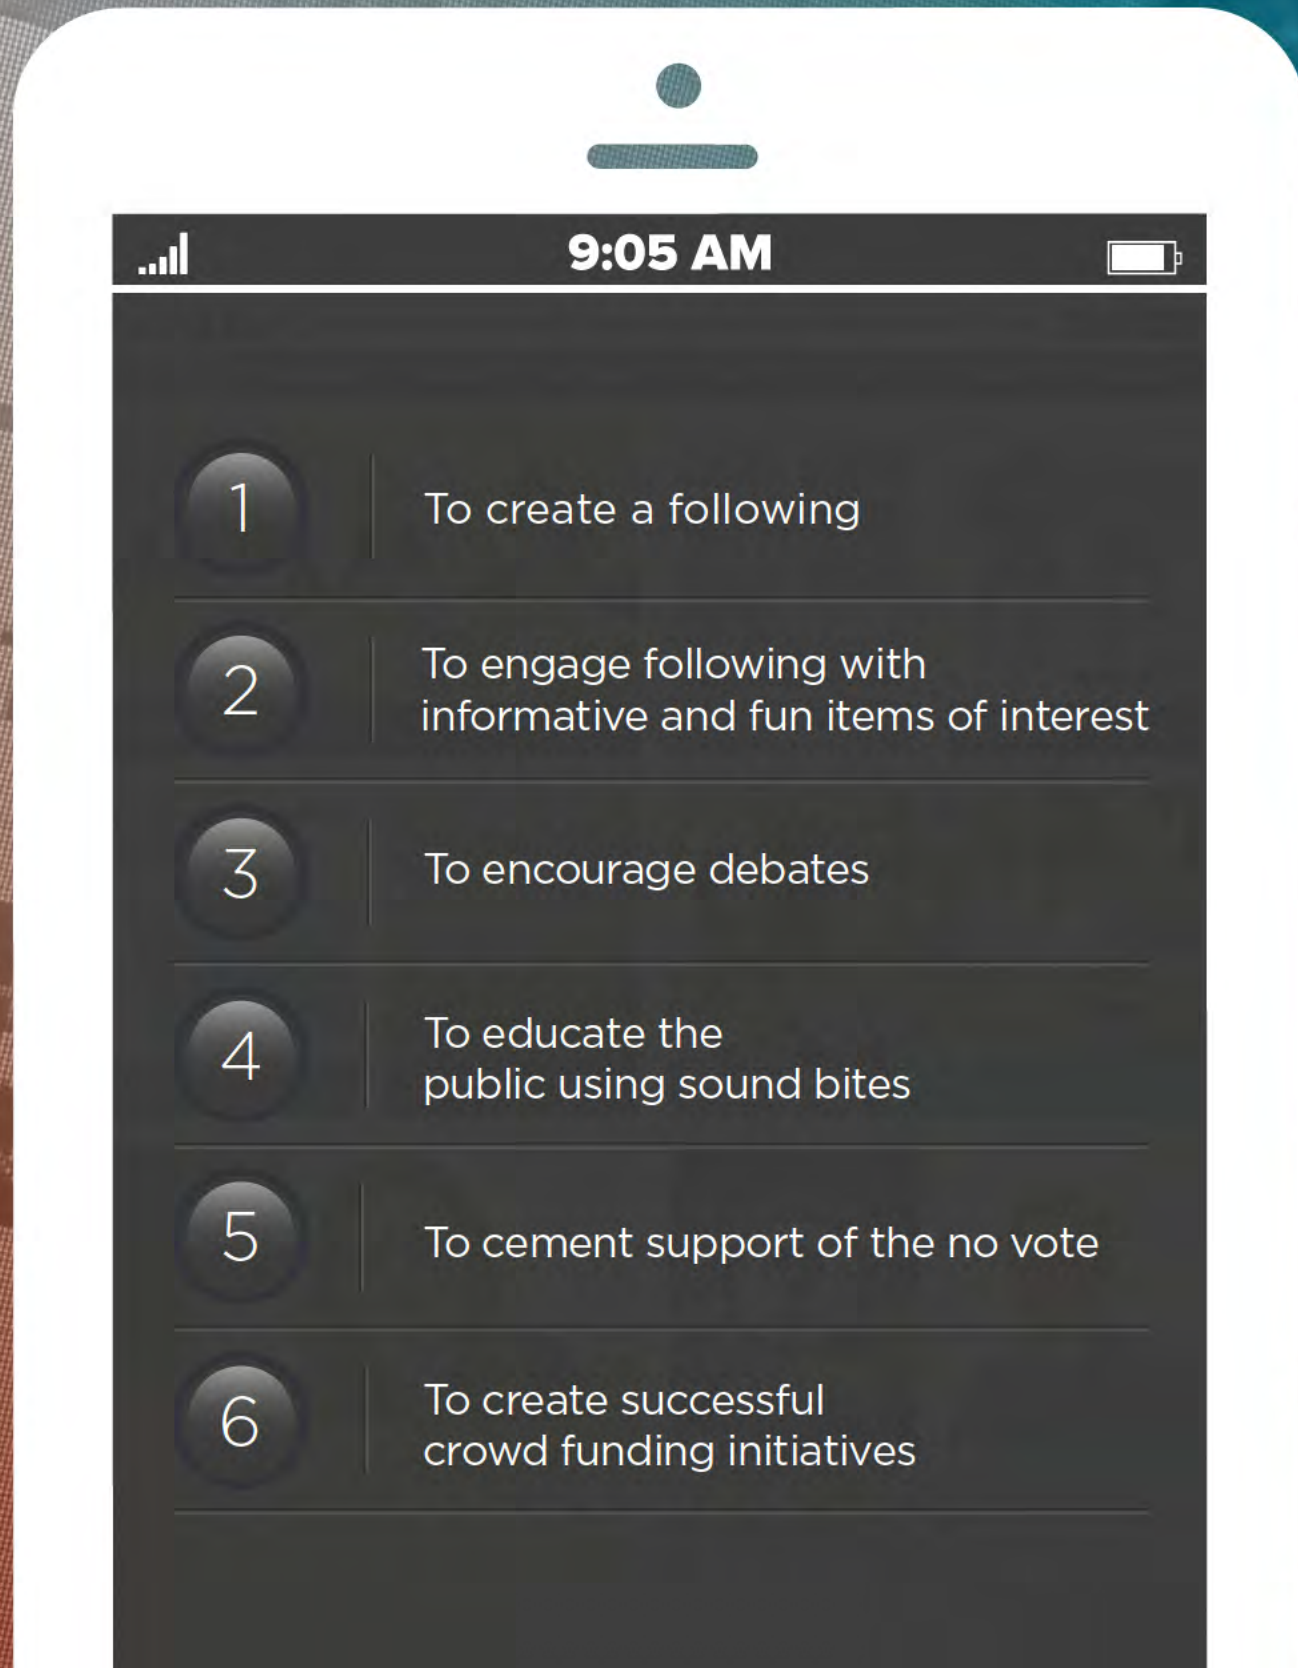 9:05 AM
1
To create a following
2
To engage following with
informative and fun items of interest
3
To encourage debates
4
To educate the
public using sound bites
5
To cement support of the no vote
6
To create successful
crowd funding initiatives